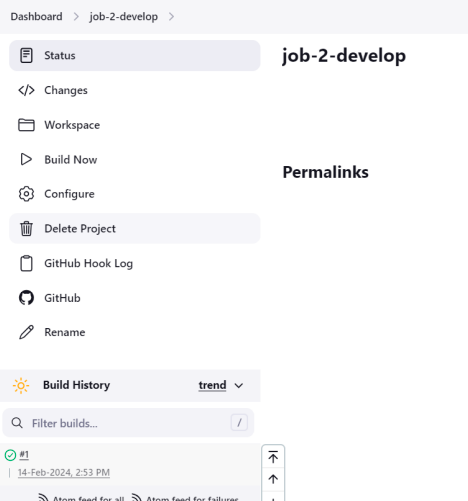 Dashboard > job-2-develop >
Status
job-2-develop
Changes
Workspace
Build Now
Permalinks
Configure
Delete Project
GitHub Hook Log
GitHub
Rename
Build History trend
Filter builds... /
#1
14-Feb-2024, 2:53 PM
Atom feed for all Atom feed for failures